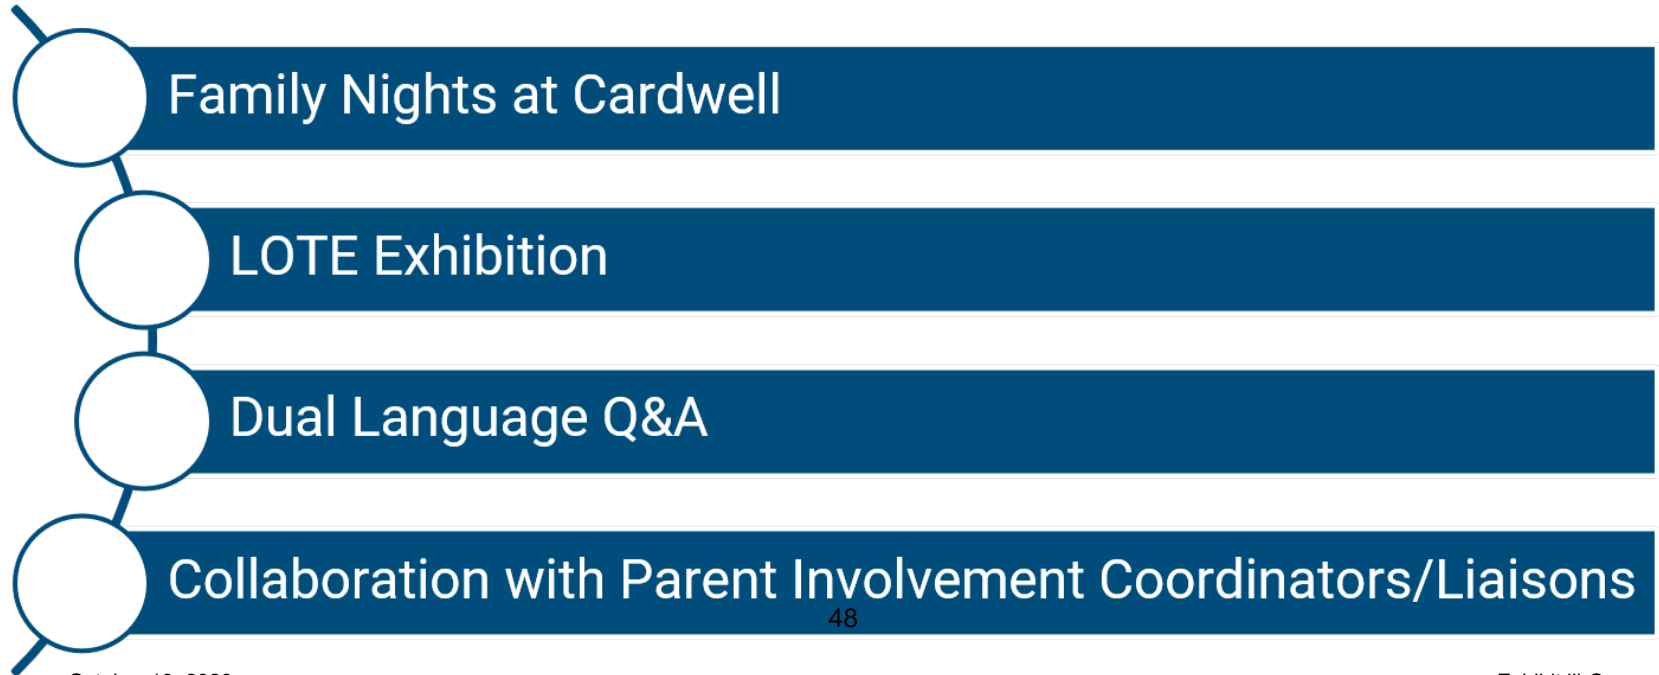 Family Nights at Cardwell
LOTE Exhibition
Dual Language Q&A
Collaboration with Parent Involvement Coordinators/Liaisons
48